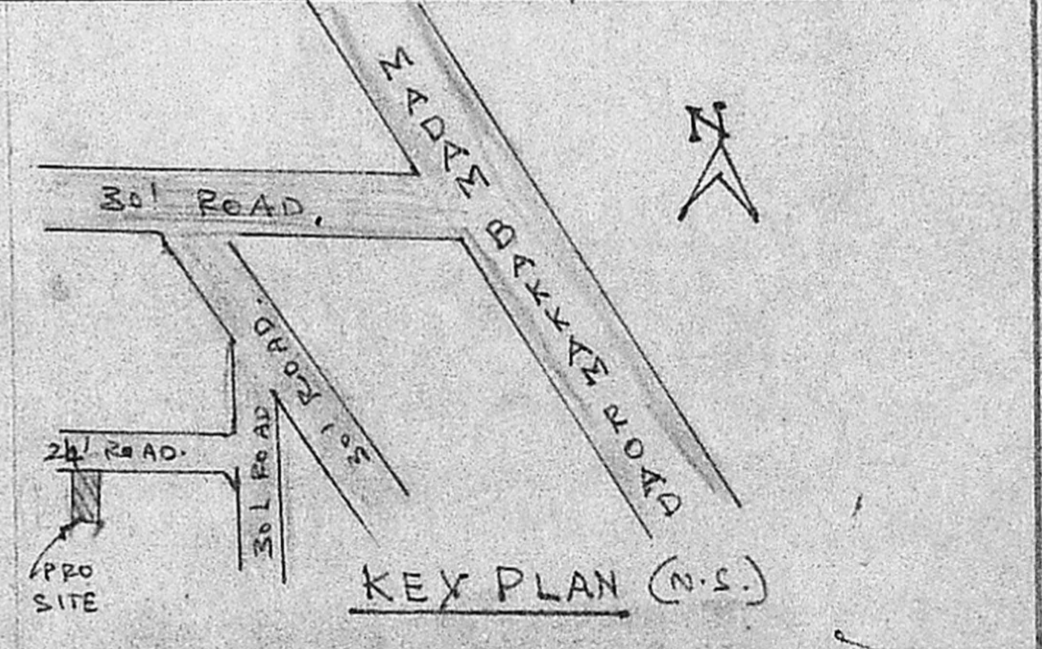 MADAM BAKKAM ROAD
N
30' ROAD.
30' ROAD.
30' ROAD
24' ROAD.
PRO
SITE
KEY PLAN (N.S.)